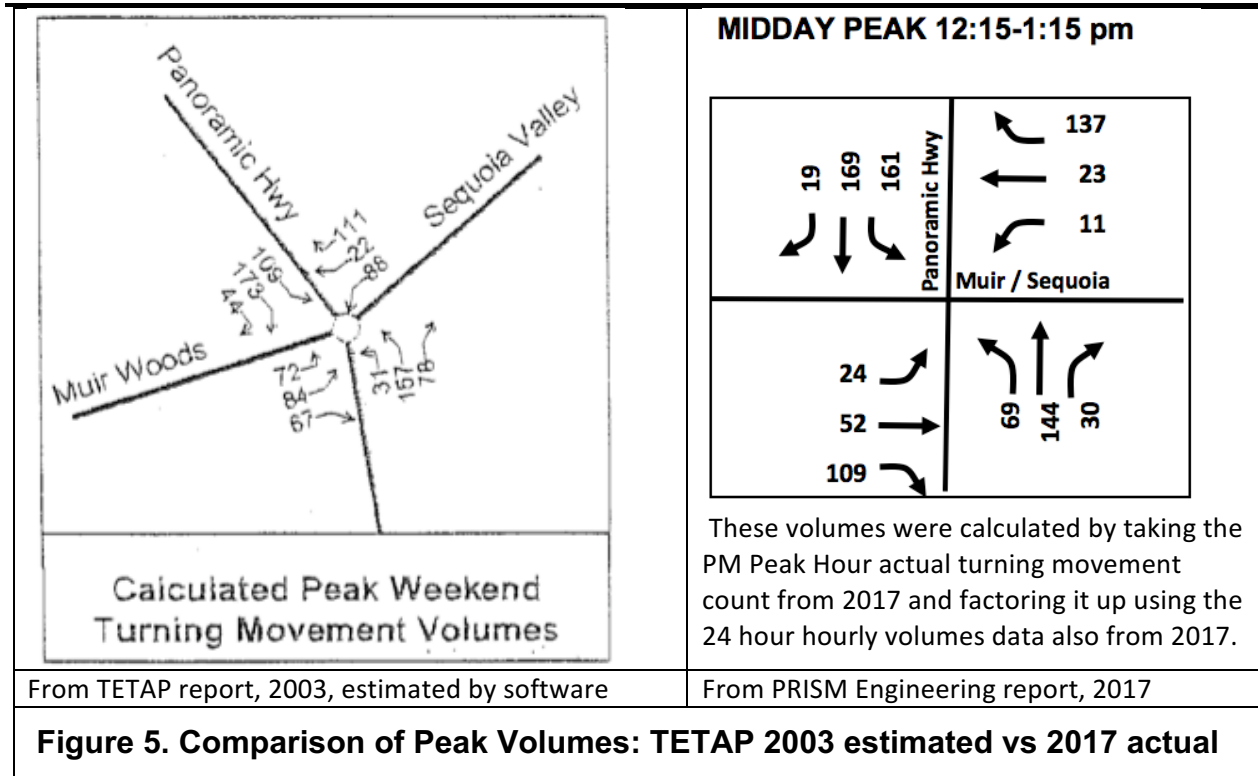 Panoramic Hwy
Sequoia Valley
111
22
88
109
173
44
Muir Woods
72
84
67
31
157
78
Calculated Peak Weekend
Turning Movement Volumes
From TETAP report, 2003, estimated by software
MIDDAY PEAK 12:15-1:15 pm
19
169
161
Panoramic Hwy
137
23
11
Muir / Sequoia
24
52
109
69
144
30
These volumes were calculated by taking the
PM Peak Hour actual turning movement
count from 2017 and factoring it up using the
24 hour hourly volumes data also from 2017.
From PRISM Engineering report, 2017
Figure 5. Comparison of Peak Volumes: TETAP 2003 estimated vs 2017 actual